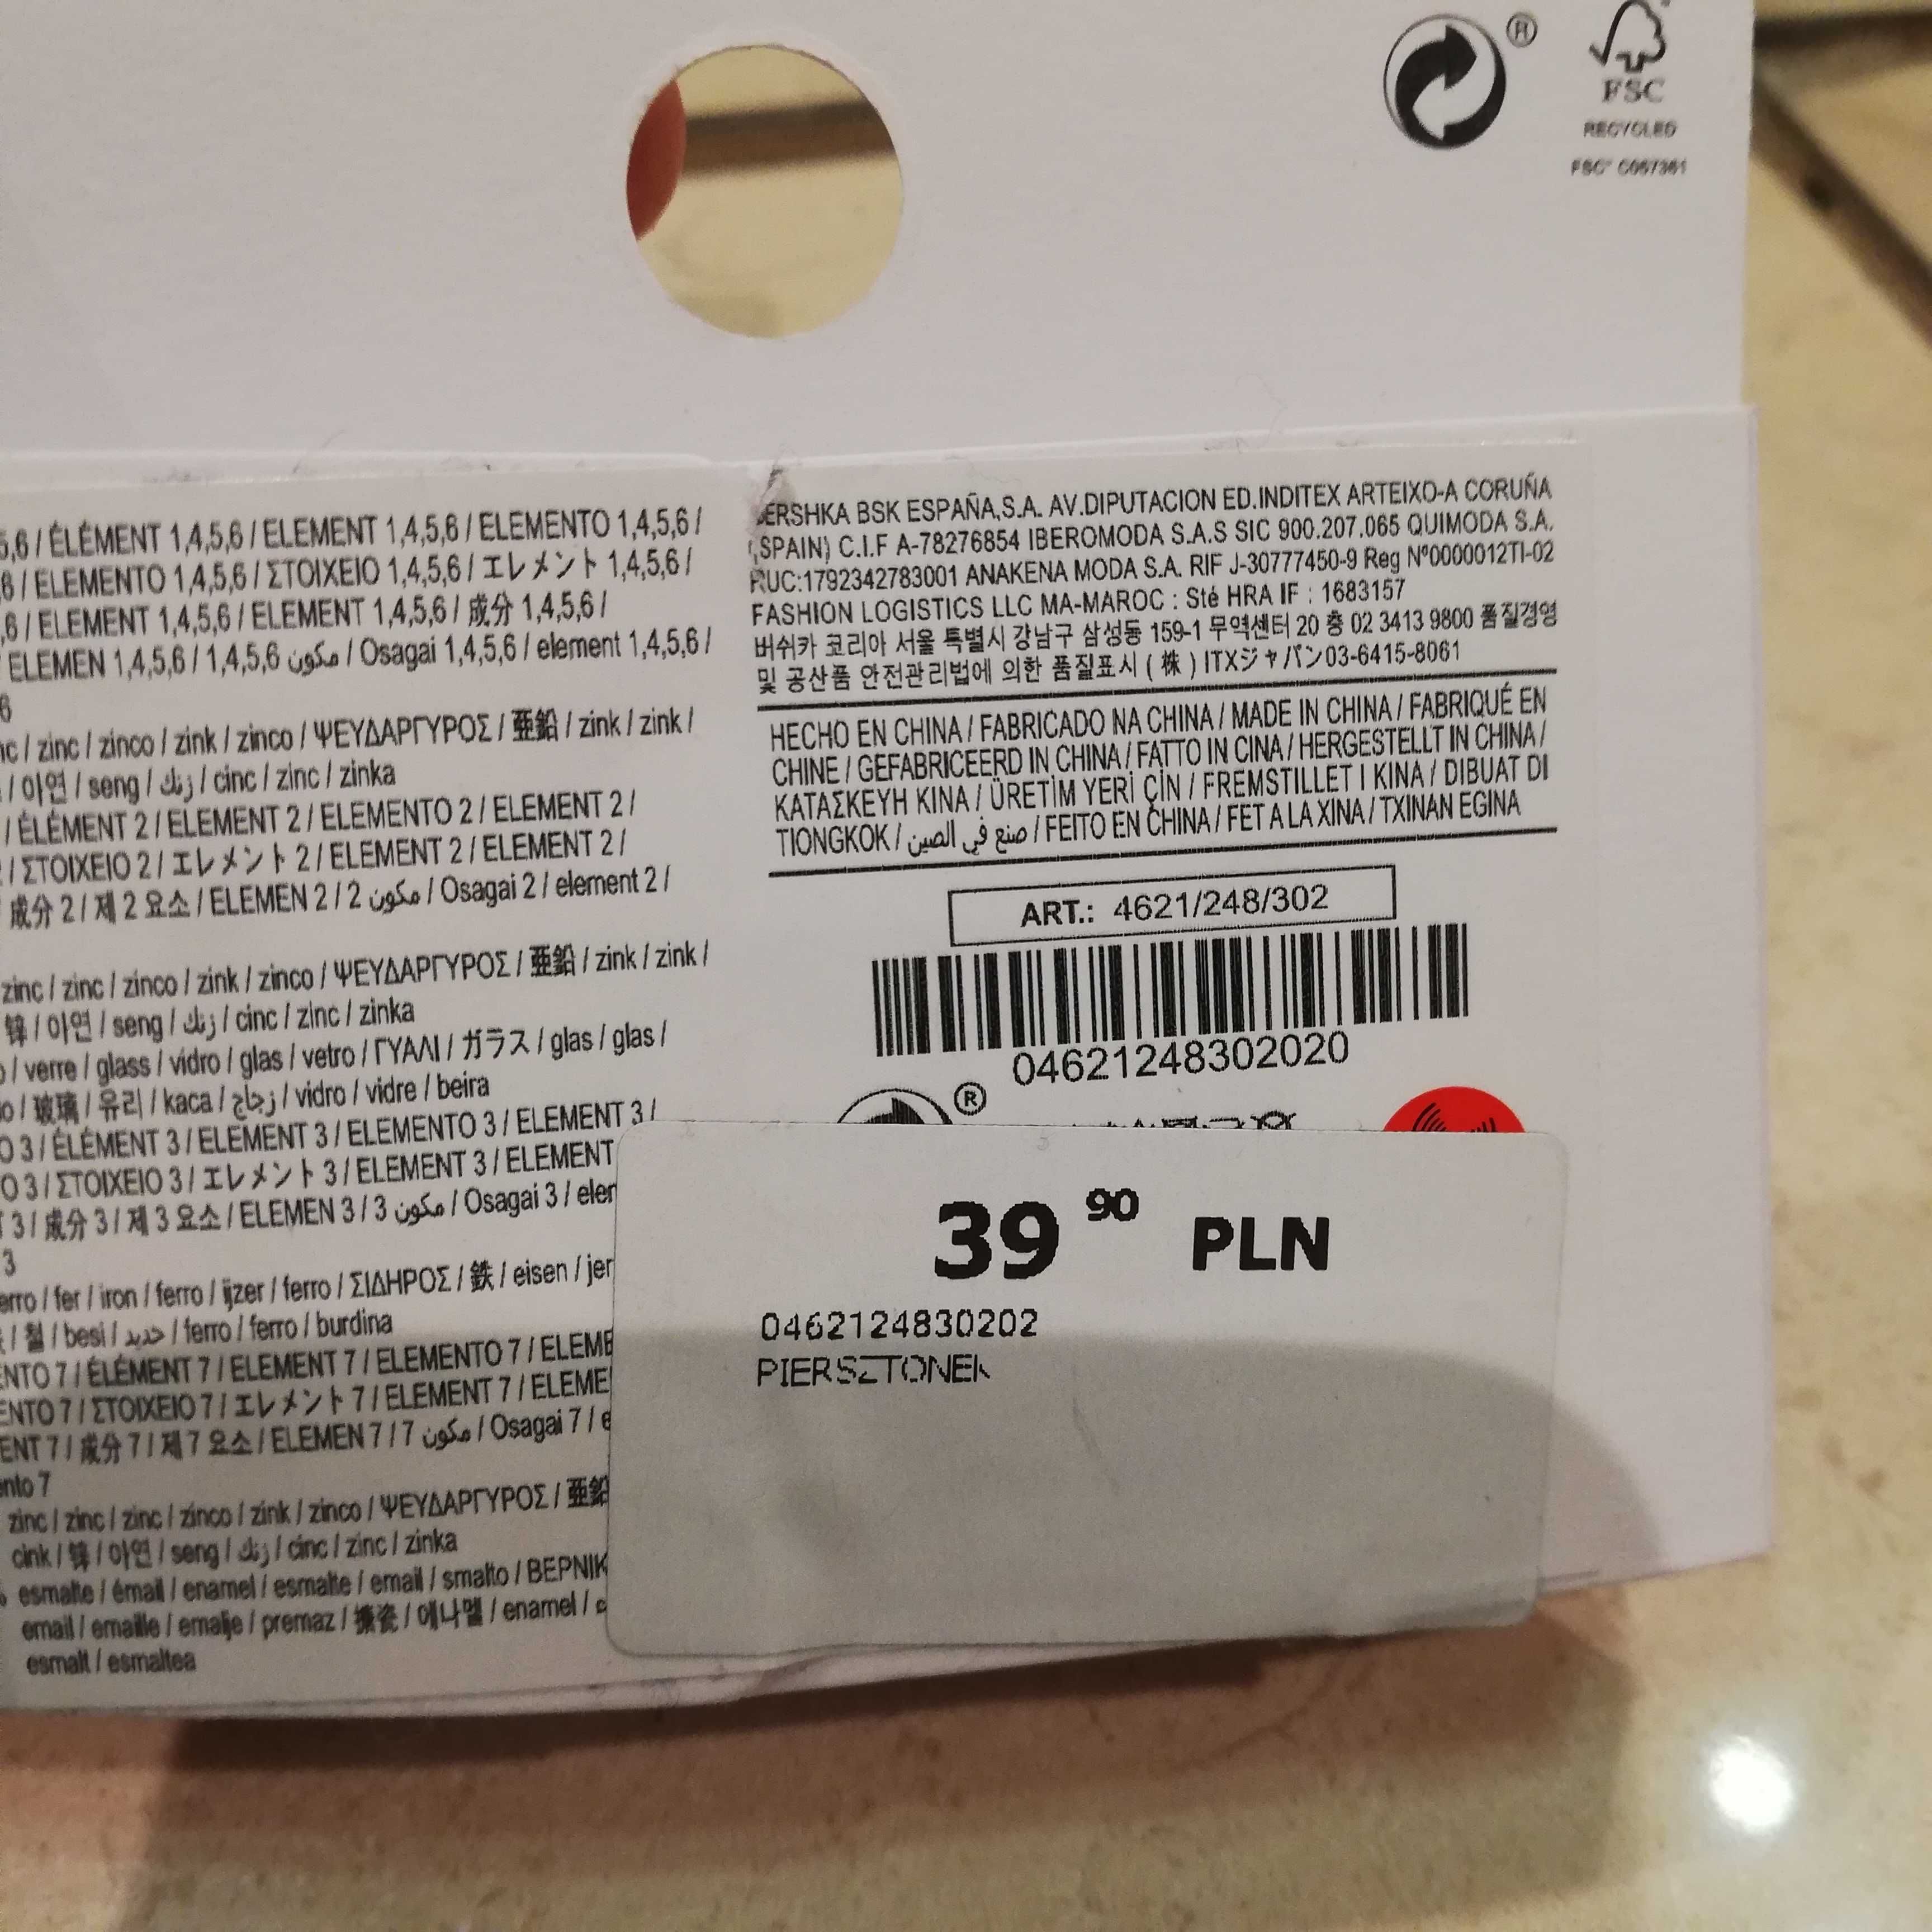 ®
FSC
RECYCLED
FSC® C067361
5,6 / ÉLÉMENT 1,4,5,6 / ELEMENT 1,4,5,6 / ELEMENTO 1,4,5,6 /
6 / ELEMENTO 1,4,5,6 / ΣΤΟΙΧΕΙΟ 1,4,5,6 / エレメント 1,4,5,6 /
,6 / ELEMENT 1,4,5,6 / ELEMENT 1,4,5,6 / 成分 1,4,5,6 /
ELEMEN 1,4,5,6 / 1,4,5,6 مكون / Osagai 1,4,5,6 / element 1,4,5,6 /
6
nc / zinc / zinco / zink / zinco / ΨΕΥΔΑΡΓΥΡΟΣ / 亜鉛 / zink / zink /
/ 아연 / seng / زنك / cinc / zinc / zinka
/ ÉLÉMENT 2 / ELEMENT 2 / ELEMENTO 2 / ELEMENT 2 /
/ ΣΤΟΙΧΕΙΟ 2 / エレメント 2 / ELEMENT 2 / ELEMENT 2 /
成分 2 / 제 2 요소 / ELEMEN 2 / 2 مكون / Osagai 2 / element 2 /
zinc / zinc / zinco / zink / zinco / ΨΕΥΔΑΡΓΥΡΟΣ / 亜鉛 / zink / zink /
锌 / 아연 / seng / زنك / cinc / zinc / zinka
/ verre / glass / vidro / glas / vetro / ΓΥΑΛΙ / ガラス / glas / glas /
/ 玻璃 / 유리 / kaca / زجاج / vidro / vidre / beira
O 3 / ÉLÉMENT 3 / ELEMENT 3 / ELEMENTO 3 / ELEMENT 3 /
O 3 / ΣΤΟΙΧΕΙΟ 3 / エレメント 3 / ELEMENT 3 / ELEMENT
T 3 / 成分 3 / 제 3 요소 / ELEMEN 3 / 3 مكون / Osagai 3 / eler
3
erro / fer / iron / ferro / ijzer / ferro / ΣΙΔΗΡΟΣ / 鉄 / eisen / jer
/ 철 / besi / حديد / ferro / ferro / burdina
ENTO 7 / ÉLÉMENT 7 / ELEMENT 7 / ELEMENTO 7 / ELEME
ENTO 7 / ΣΤΟΙΧΕΙΟ 7 / エレメント 7 / ELEMENT 7 / ELEME
ENT 7 / 成分 7 / 제 7 요소 / ELEMEN 7 / 7 مكون / Osagai 7 / e
ento 7
zinc / zinc / zinc / zinco / zink / zinco / ΨΕΥΔΑΡΓΥΡΟΣ / 亜鉛
cink / 锌 / 아연 / seng / زنك / cinc / zinc / zinka
esmalte / émail / enamel / esmalte / email / smalto / ΒΕΡΝΙΚ
email / emaille / emalje / premaz / 搪瓷 / 에나멜 / enamel /
esmalt / esmaltea
BERSHKA BSK ESPAÑA,S.A. AV.DIPUTACION ED.INDITEX ARTEIXO-A CORUÑA
(SPAIN) C.I.F A-78276854 IBEROMODA S.A.S SIC 900.207.065 QUIMODA S.A.
RUC:1792342783001 ANAKENA MODA S.A. RIF J-30777450-9 Reg Nº0000012TI-02
FASHION LOGISTICS LLC MA-MAROC : Sté HRA IF : 1683157
버쉬카 코리아 서울 특별시 강남구 삼성동 159-1 무역센터 20 층 02 3413 9800 품질경영
및 공산품 안전관리법에 의한 품질표시 ( 株 ) ITXジャパン03-6415-8061
HECHO EN CHINA / FABRICADO NA CHINA / MADE IN CHINA / FABRIQUÉ EN
CHINE / GEFABRICEERD IN CHINA / FATTO IN CINA / HERGESTELLT IN CHINA /
ΚΑΤΑΣΚΕΥΗ ΚΙΝΑ / ÜRETİM YERİ ÇİN / FREMSTILLET I KINA / DIBUAT DI
TIONGKOK / صنع في الصين / FEITO EN CHINA / FET A LA XINA / TXINAN EGINA
ART.: 4621/248/302
04621248302020
®
39 90 PLN
0462124830202
PIERSZTONEK